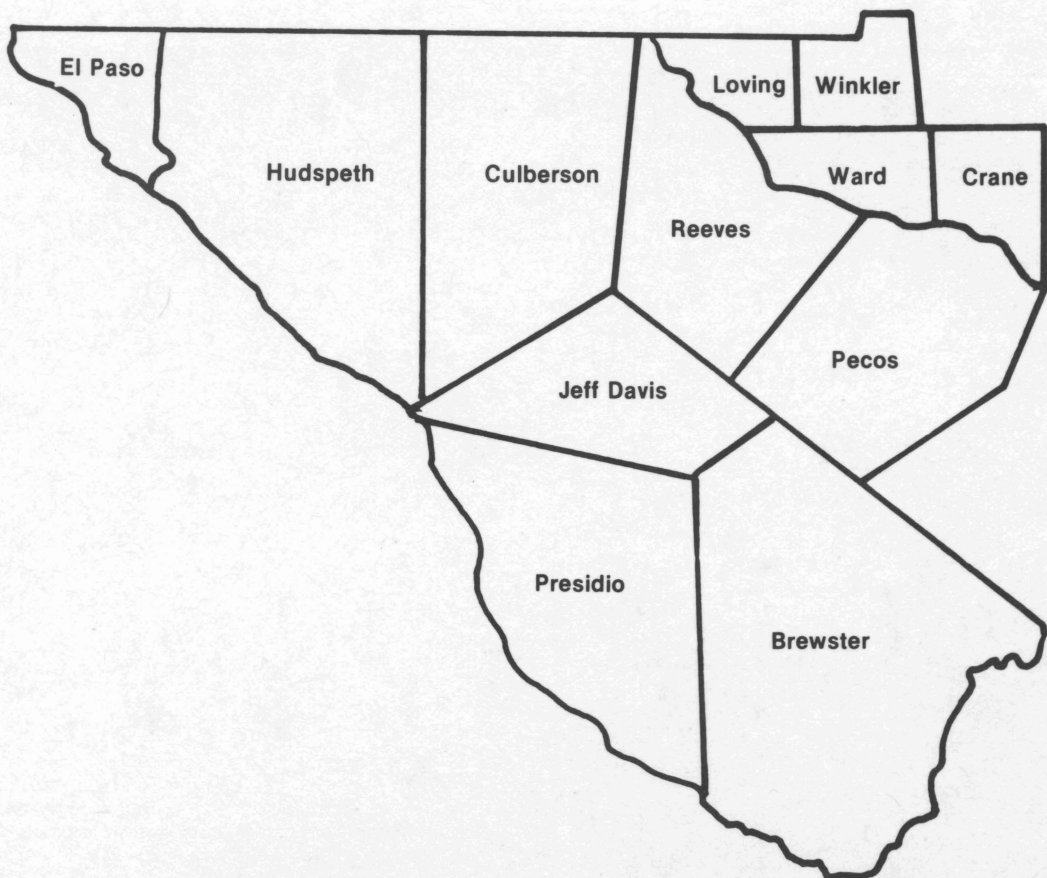 El Paso
Loving
Winkler
Hudspeth
Culberson
Ward
Crane
Reeves
Pecos
Jeff Davis
Presidio
Brewster